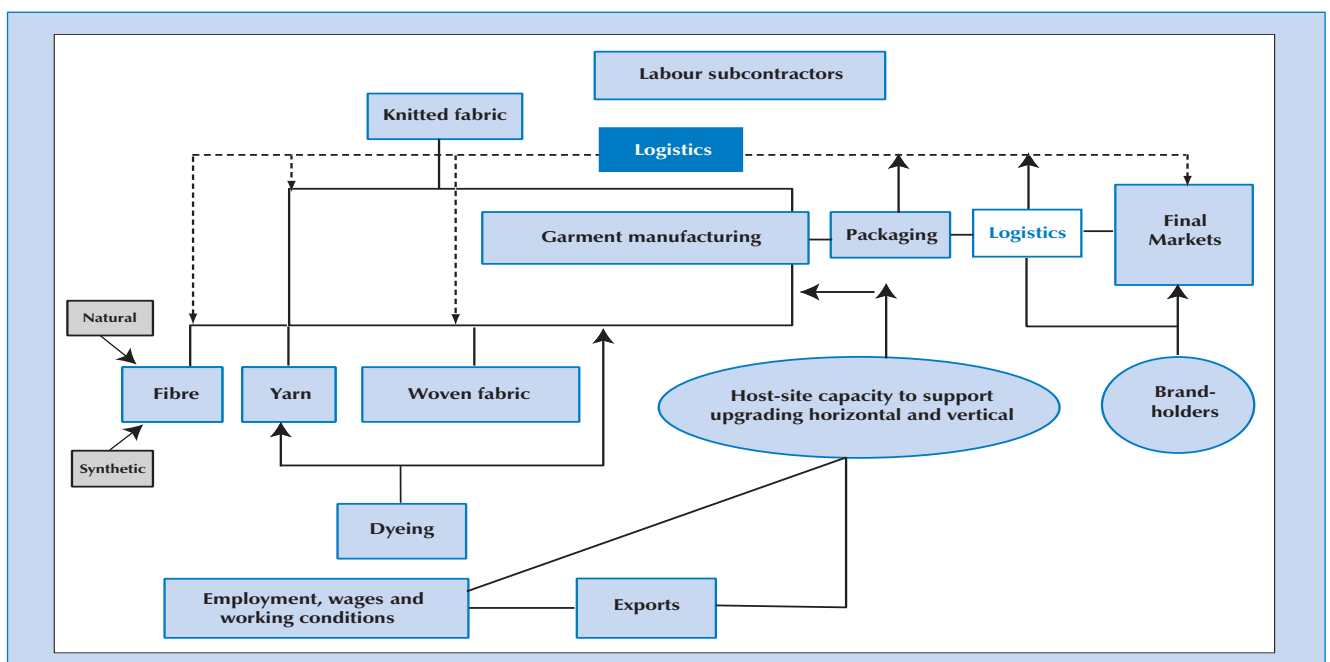 Labour subcontractors
Knitted fabric
Logistics
Garment manufacturing
Packaging
Logistics
Final
Markets
Natural
Fibre
Yarn
Woven fabric
Host-site capacity to support
upgrading horizontal and vertical
Brand-
holders
Synthetic
Dyeing
Employment, wages and
working conditions
Exports